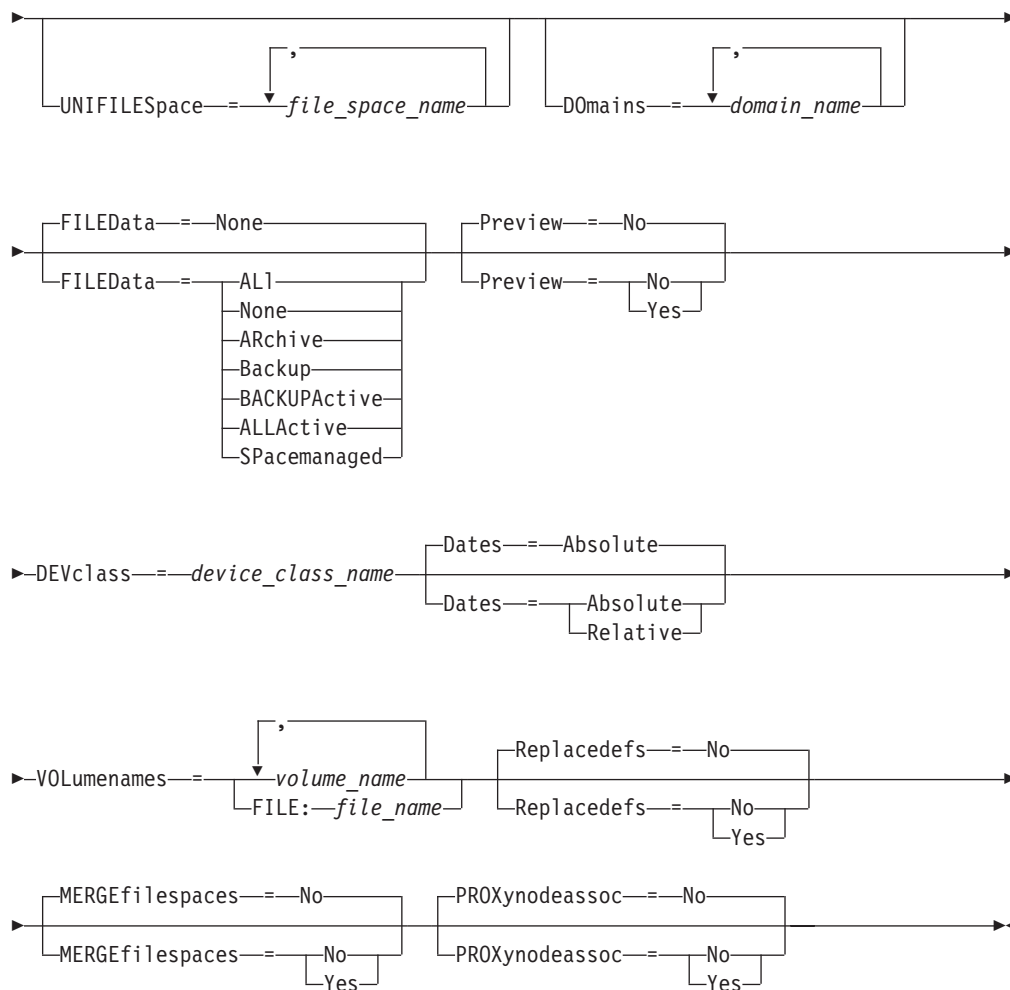 ,
,
UNIFILESpace = file_space_name
DOmains = domain_name
FILEData = None
Preview = No
FILEData = ALl
None
ARchive
Backup
BACKUPActive
ALLActive
SPacemanaged
Preview = No
Yes
Dates = Absolute
DEVclass = device_class_name
Dates = Absolute
Relative
,
Replacedefs = No
VOLumenames = volume_name
FILE: file_name
Replacedefs = No
Yes
MERGEfilespaces = No
PROXynodeassoc = No
MERGEfilespaces = No
Yes
PROXynodeassoc = No
Yes